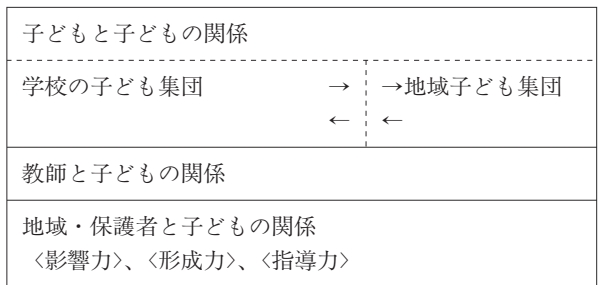 子どもと子どもの関係
学校の子ども集団 → →地域子ども集団
← ←
教師と子どもの関係
地域・保護者と子どもの関係
〈影響力〉、〈形成力〉、〈指導力〉